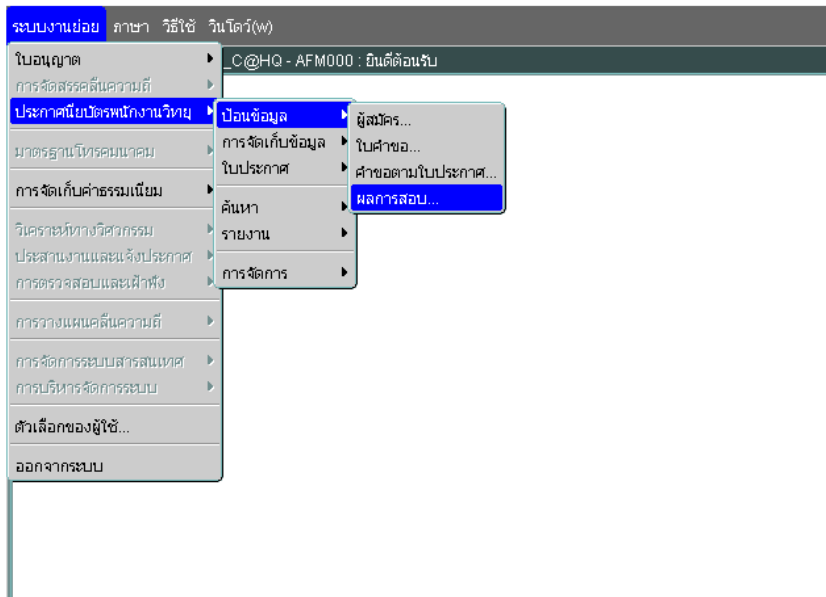 ระบบงานย่อย ภาษา วิธีใช้ วินโดว์(w)
_C@HQ - AFM000 : ยินดีต้อนรับ
ใบอนุญาต
การจัดสรรคลื่นความถี่
ประกาศนียบัตรพนักงานวิทยุ
มาตรฐานโทรคมนาคม
การจัดเก็บค่าธรรมเนียม
วิเคราะห์ทางวิศวกรรม
ประสานงานและแจ้งประกาศ
การตรวจสอบและเฝ้าฟัง
การวางแผนคลื่นความถี่
การจัดการระบบสารสนเทศ
การบริหารจัดการระบบ
ตัวเลือกของผู้ใช้...
ออกจากระบบ
ป้อนข้อมูล
การจัดเก็บข้อมูล
ใบประกาศ
ค้นหา
รายงาน
การจัดการ
ผู้สมัคร...
ใบคำขอ...
คำขอตามใบประกาศ...
ผลการสอบ...